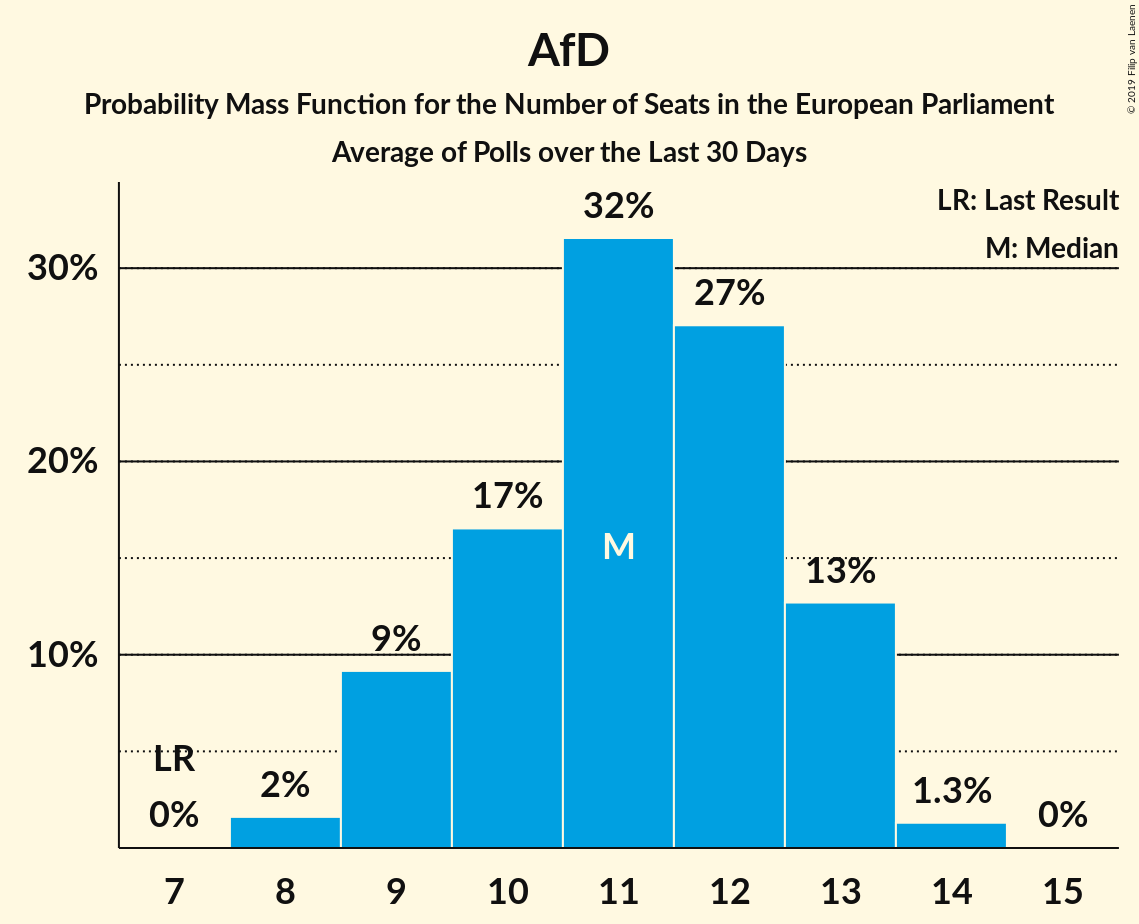 AfD
Probability Mass Function for the Number of Seats in the European Parliament
Average of Polls over the Last 30 Days
© 2019 Filip van Laenen
LR: Last Result
M: Median
32%
30%
27%
20%
17%
M
13%
9%
10%
LR
2%
1.3%
0%
0%
7 8 9 10 11 12 13 14 15